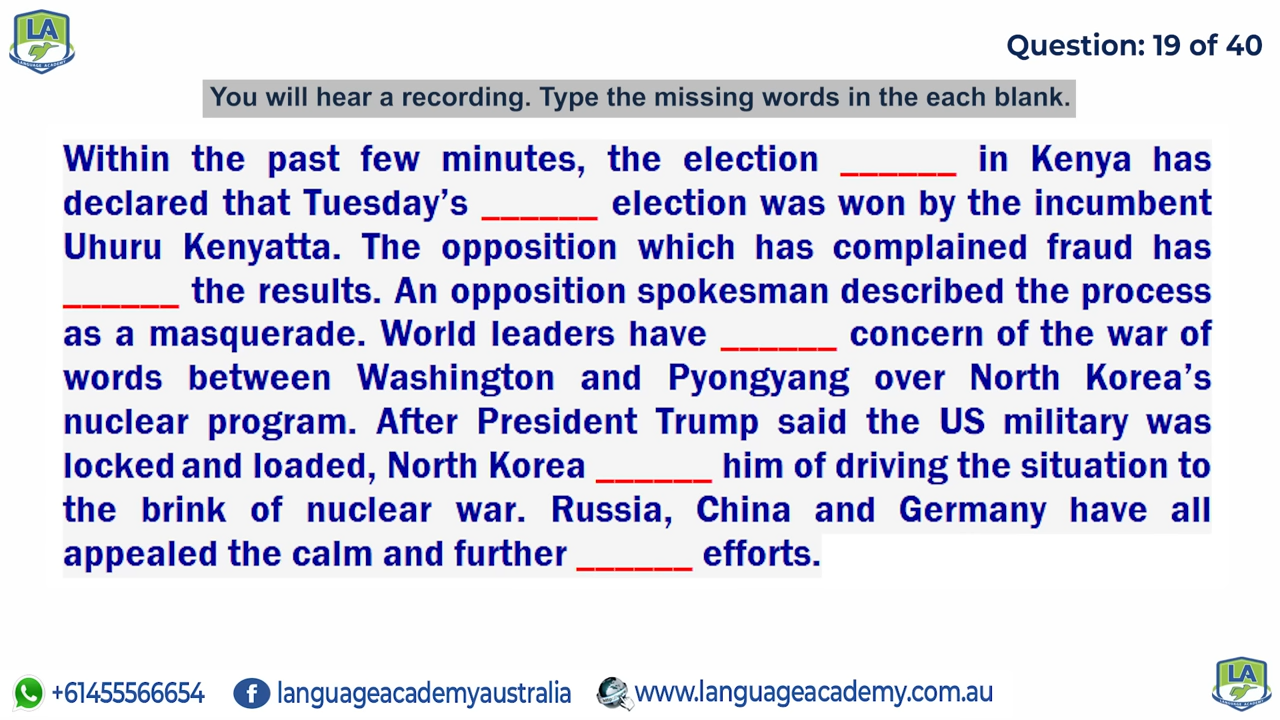 LA
LANGUAGE ACADEMY
Question: 19 of 40
You will hear a recording. Type the missing words in the each blank.
Within the past few minutes, the election ______ in Kenya has
declared that Tuesday's ______ election was won by the incumbent
Uhuru Kenyatta. The opposition which has complained fraud has
______ the results. An opposition spokesman described the process
as a masquerade. World leaders have ______ concern of the war of
words between Washington and Pyongyang over North Korea's
nuclear program. After President Trump said the US military was
locked and loaded, North Korea ______ him of driving the situation to
the brink of nuclear war. Russia, China and Germany have all
appealed the calm and further ______ efforts.
+61455566654 languageacademyaustralia www.languageacademy.com.au
LA
LANGUAGE ACADEMY